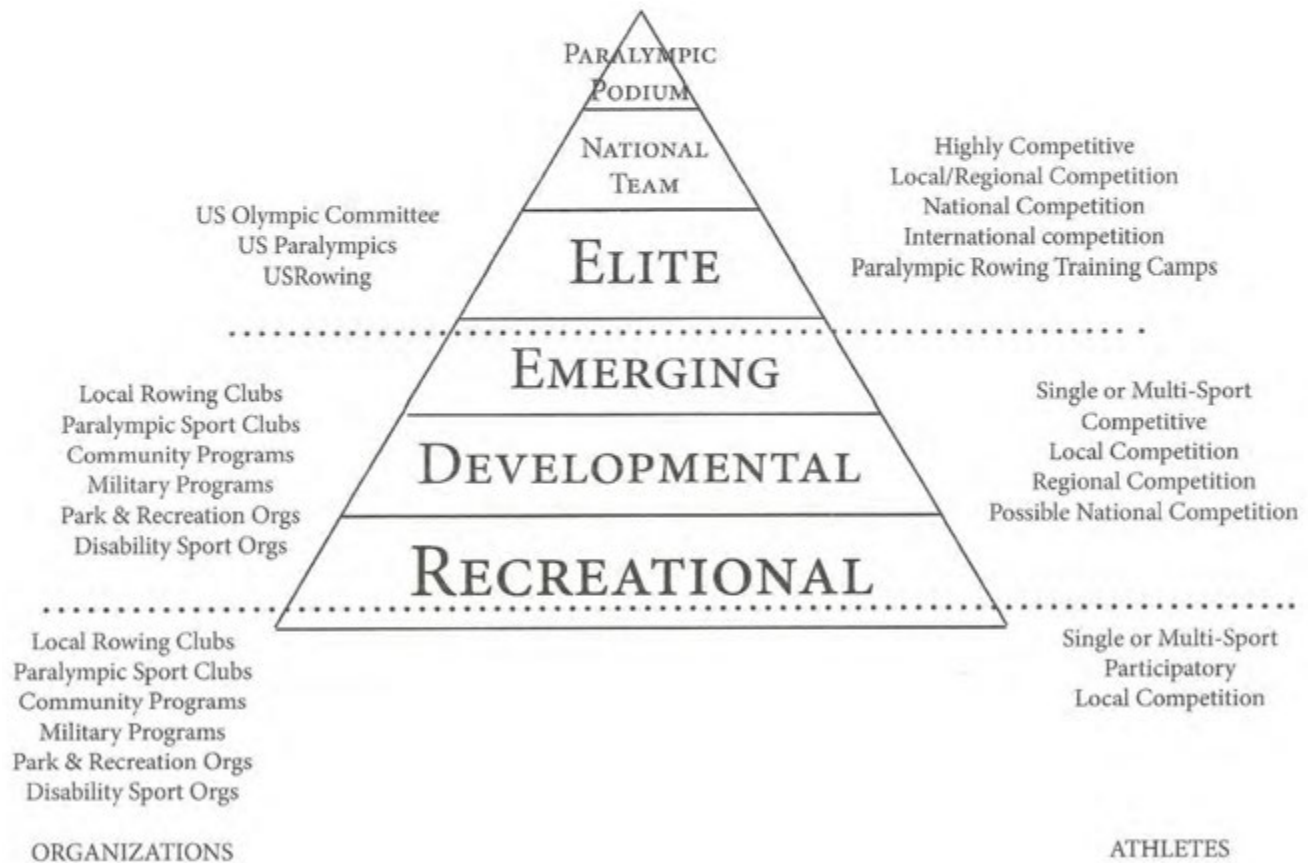 PARALYMPIC
PODIUM
NATIONAL
TEAM
ELITE
EMERGING
DEVELOPMENTAL
RECREATIONAL
US Olympic Committee
US Paralympics
USRowing
Highly Competitive
Local/Regional Competition
National Competition
International competition
Paralympic Rowing Training Camps
Local Rowing Clubs
Paralympic Sport Clubs
Community Programs
Military Programs
Park & Recreation Orgs
Disability Sport Orgs
Single or Multi-Sport
Competitive
Local Competition
Regional Competition
Possible National Competition
Local Rowing Clubs
Paralympic Sport Clubs
Community Programs
Military Programs
Park & Recreation Orgs
Disability Sport Orgs
Single or Multi-Sport
Participatory
Local Competition
ORGANIZATIONS
ATHLETES